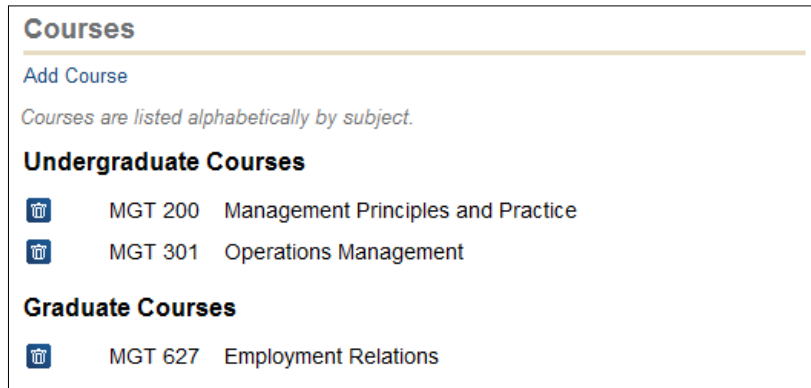 Courses
Add Course
Courses are listed alphabetically by subject.
Undergraduate Courses
MGT 200 Management Principles and Practice
MGT 301 Operations Management
Graduate Courses
MGT 627 Employment Relations